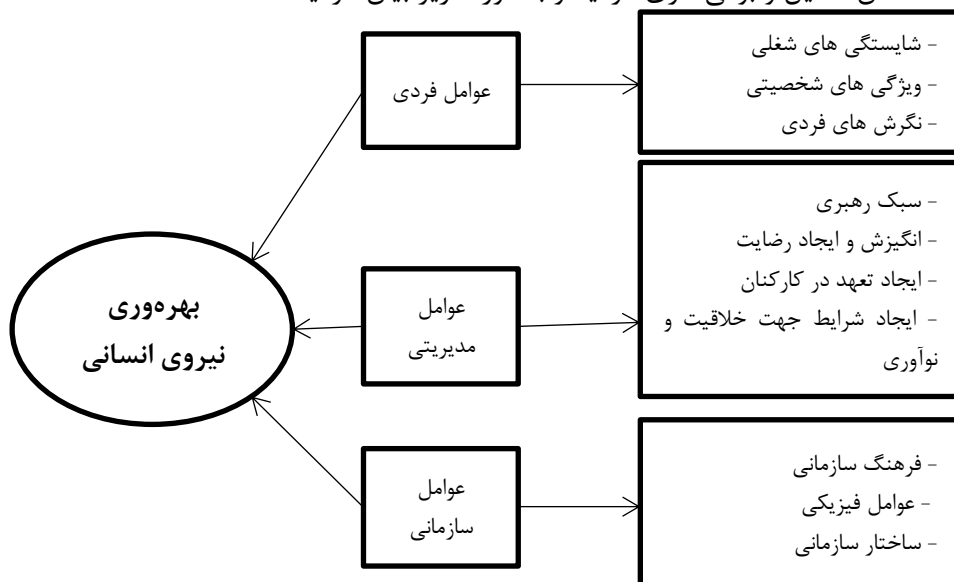 - شایستگی های شغلی
- ویژگی های شخصیتی
- نگرش های فردی
عوامل فردی
- سبک رهبری
- انگیزش و ایجاد رضایت
- ایجاد تعهد در کارکنان
- ایجاد شرایط جهت خلاقیت و
نوآوری
عوامل
مدیریتی
بهره‌وری
نیروی انسانی
- فرهنگ سازمانی
- عوامل فیزیکی
- ساختار سازمانی
عوامل
سازمانی